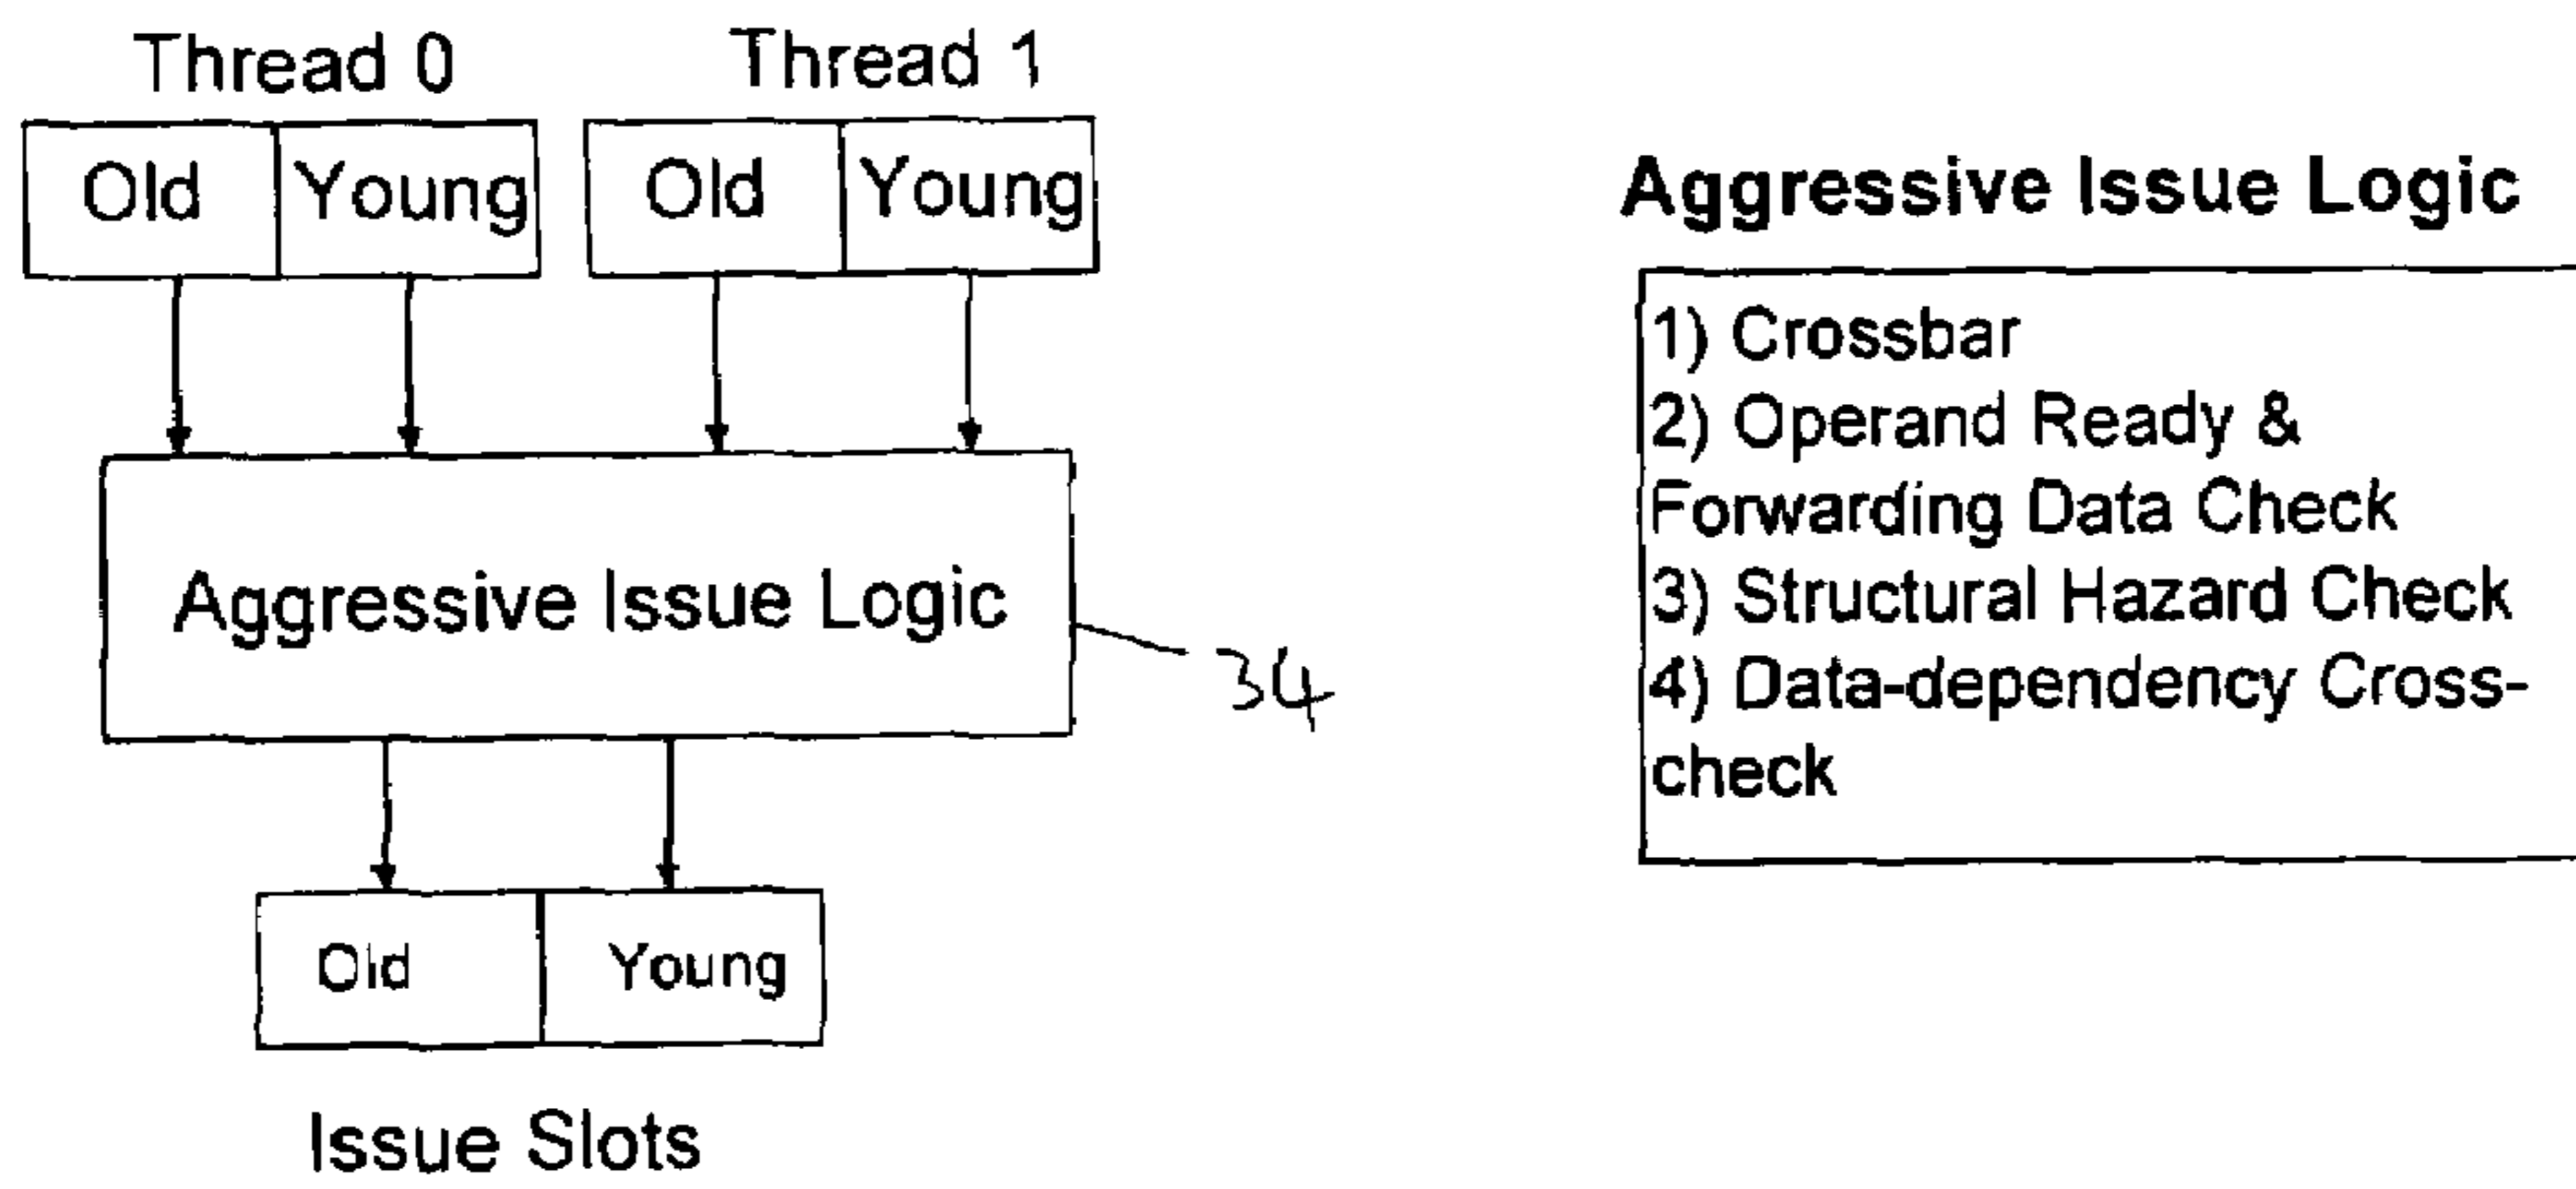 Thread 0 Thread 1
Old Young Old Young
Aggressive Issue Logic
34
Old Young
Issue Slots
Aggressive Issue Logic
1) Crossbar
2) Operand Ready &
Forwarding Data Check
3) Structural Hazard Check
4) Data-dependency Cross-
check